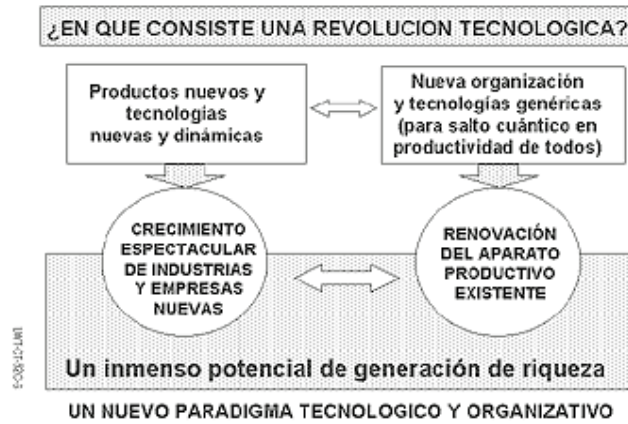 ¿EN QUE CONSISTE UNA REVOLUCION TECNOLOGICA?
Productos nuevos y
tecnologías
nuevas y dinámicas
Nueva organización
y tecnologías genéricas
(para salto cuántico en
productividad de todos)
CRECIMIENTO
ESPECTACULAR
DE INDUSTRIAS
Y EMPRESAS
NUEVAS
RENOVACIÓN
DEL APARATO
PRODUCTIVO
EXISTENTE
Un inmenso potencial de generación de riqueza
UN NUEVO PARADIGMA TECNOLOGICO Y ORGANIZATIVO